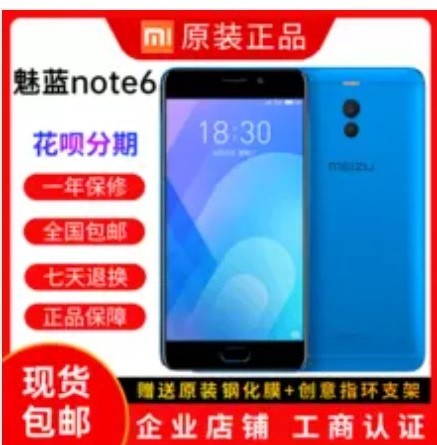 mi 原装正品
魅蓝note6
花呗分期
一年保修
全国包邮
七天退换
正品保障
18:30
MEIZU
现货
包邮
赠送原装钢化膜+创意指环支架
企业店铺 工商认证